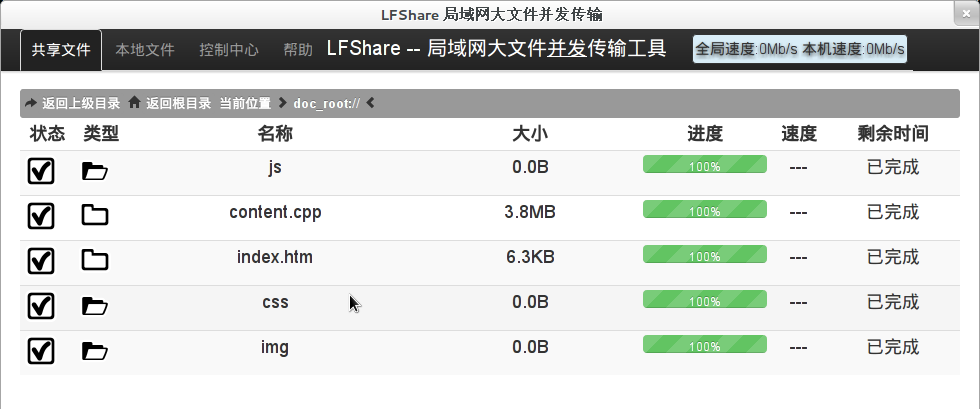 LFShare 局域网大文件并发传输
共享文件 本地文件 控制中心 帮助 LFShare -- 局域网大文件并发传输工具 全局速度:0Mb/s 本机速度:0Mb/s
返回上级目录 返回根目录 当前位置 doc_root://
状态 类型 名称 大小 进度 速度 剩余时间
js 0.0B 100% --- 已完成
content.cpp 3.8MB 100% --- 已完成
index.htm 6.3KB 100% --- 已完成
css 0.0B 100% --- 已完成
img 0.0B 100% --- 已完成